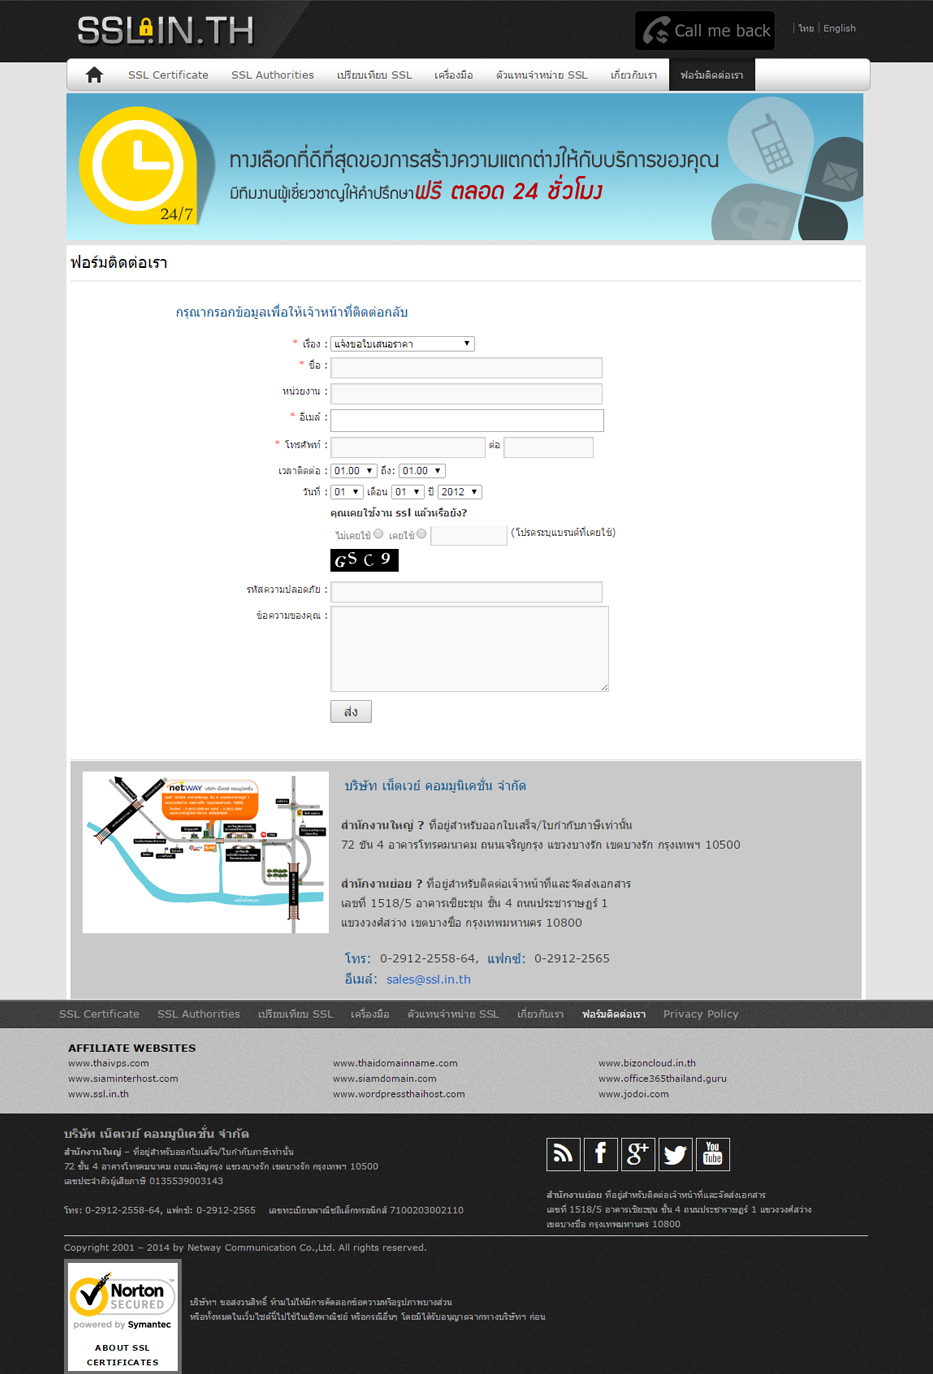 SSL.IN.TH
Call me back
| ไทย | English
SSL Certificate SSL Authorities เปรียบเทียบ SSL เครื่องมือ ตัวแทนจำหน่าย SSL เกี่ยวกับเรา ฟอร์มติดต่อเรา
ทางเลือกที่ดีที่สุดของการสร้างความแตกต่างให้กับบริการของคุณ
มีทีมงานผู้เชี่ยวชาญให้คำปรึกษาฟรี ตลอด 24 ชั่วโมง
24/7
ฟอร์มติดต่อเรา
กรุณากรอกข้อมูลเพื่อให้เจ้าหน้าที่ติดต่อกลับ
* เรื่อง : แจ้งขอใบเสนอราคา
* ชื่อ :
หน่วยงาน :
* อีเมล์ :
* โทรศัพท์ : ต่อ
เวลาติดต่อ : 01.00 ถึง: 01.00
วันที่ : 01 เดือน 01 ปี 2012
คุณเคยใช้งาน ssl แล้วหรือยัง?
ไม่เคยใช้ เคยใช้ (โปรดระบุแบรนด์ที่เคยใช้)
GSC9
รหัสความปลอดภัย :
ข้อความของคุณ :
ส่ง
netway
บริษัท เน็ตเวย์ คอมมูนิเคชั่น จำกัด
สำนักงานใหญ่ ? ที่อยู่สำหรับออกใบเสร็จ/ใบกำกับภาษีเท่านั้น
72 ชั้น 4 อาคารโทรคมนาคม ถนนเจริญกรุง แขวงบางรัก เขตบางรัก กรุงเทพฯ 10500
สำนักงานย่อย ? ที่อยู่สำหรับติดต่อเจ้าหน้าที่และจัดส่งเอกสาร
เลขที่ 1518/5 อาคารเซียะชุน ชั้น 4 ถนนประชาราษฏร์ 1
แขวงวงศ์สว่าง เขตบางซื่อ กรุงเทพมหานคร 10800
โทร: 0-2912-2558-64, แฟกซ์: 0-2912-2565
อีเมล์: sales@ssl.in.th
SSL Certificate SSL Authorities เปรียบเทียบ SSL เครื่องมือ ตัวแทนจำหน่าย SSL เกี่ยวกับเรา ฟอร์มติดต่อเรา Privacy Policy
AFFILIATE WEBSITES
www.thaivps.com www.thaidomainname.com www.bizoncloud.in.th
www.siaminterhost.com www.siamdomain.com www.office365thailand.guru
www.ssl.in.th www.wordpressthaihost.com www.jodoi.com
บริษัท เน็ตเวย์ คอมมูนิเคชั่น จำกัด
สำนักงานใหญ่ – ที่อยู่สำหรับออกใบเสร็จ/ใบกำกับภาษีเท่านั้น
72 ชั้น 4 อาคารโทรคมนาคม ถนนเจริญกรุง แขวงบางรัก เขตบางรัก กรุงเทพฯ 10500
เลขประจำตัวผู้เสียภาษี 0135539003143
โทร: 0-2912-2558-64, แฟกซ์: 0-2912-2565 เลขทะเบียนพาณิชอิเล็กทรอนิกส์ 7100203002110
You Tube
สำนักงานย่อย ที่อยู่สำหรับติดต่อเจ้าหน้าที่และจัดส่งเอกสาร
เลขที่ 1518/5 อาคารเซียะชุน ชั้น 4 ถนนประชาราษฏร์ 1 แขวงวงศ์สว่าง
เขตบางซื่อ กรุงเทพมหานคร 10800
Copyright 2001 – 2014 by Netway Communication Co.,Ltd. All rights reserved.
Norton
SECURED
powered by Symantec
ABOUT SSL
CERTIFICATES
บริษัทฯ ขอสงวนสิทธิ์ ห้ามไม่ให้มีการคัดลอกข้อความหรือรูปภาพบางส่วน
หรือทั้งหมดในเว็บไซต์นี้ไปใช้ในเชิงพาณิชย์ หรือกรณีอื่นๆ โดยมิได้รับอนุญาตจากทางบริษัทฯ ก่อน